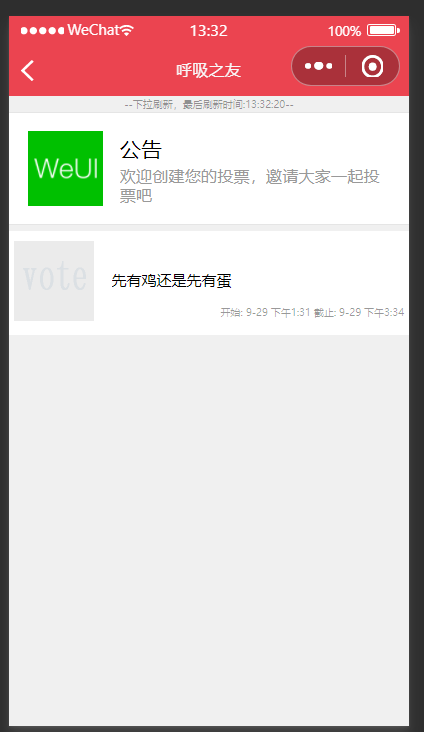 WeChat 13:32 100%
呼吸之友
--下拉刷新，最后刷新时间:13:32:20--
WeUI
公告
欢迎创建您的投票，邀请大家一起投
票吧
vote
先有鸡还是先有蛋
开始: 9-29 下午1:31 截止: 9-29 下午3:34